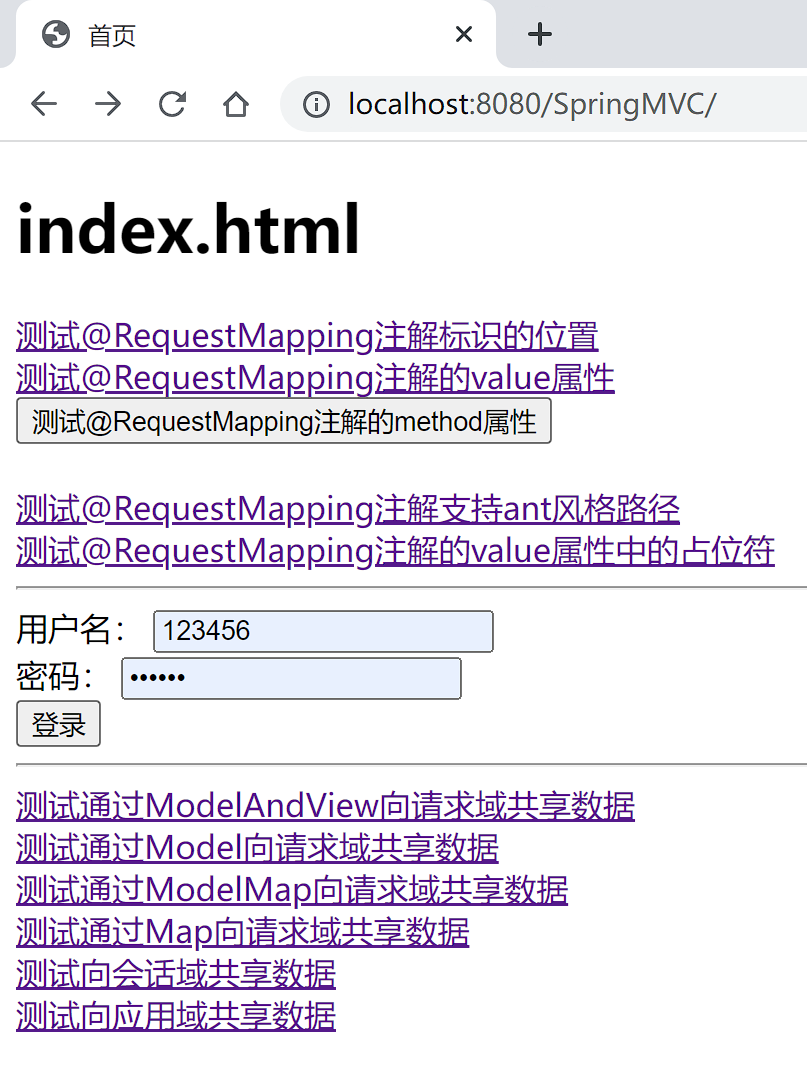 首页
localhost:8080/SpringMVC/
index.html
测试@RequestMapping注解标识的位置
测试@RequestMapping注解的value属性
测试@RequestMapping注解的method属性
测试@RequestMapping注解支持ant风格路径
测试@RequestMapping注解的value属性中的占位符
用户名： 123456
密码： ••••••
登录
测试通过ModelAndView向请求域共享数据
测试通过Model向请求域共享数据
测试通过ModelMap向请求域共享数据
测试通过Map向请求域共享数据
测试向会话域共享数据
测试向应用域共享数据